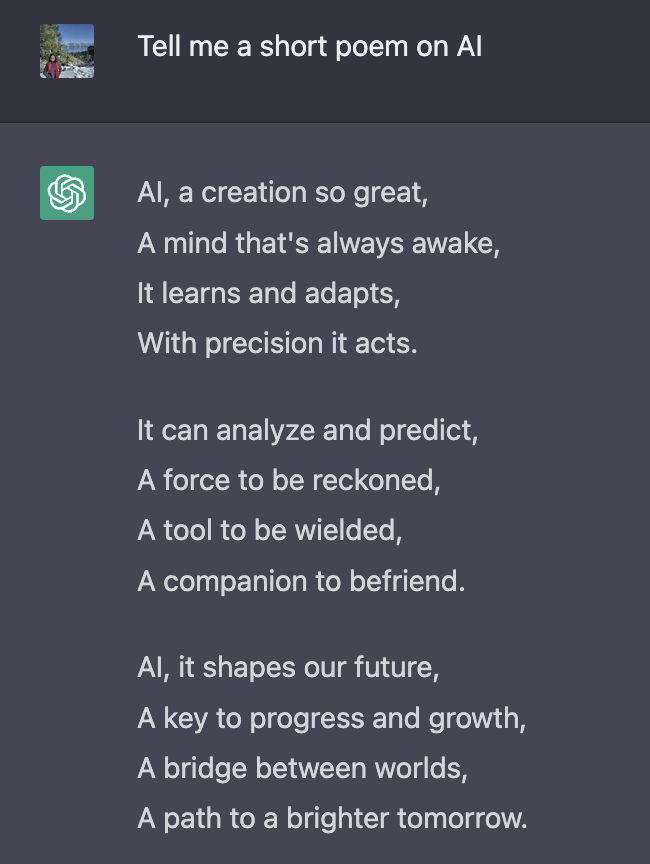 Tell me a short poem on AI
AI, a creation so great,
A mind that's always awake,
It learns and adapts,
With precision it acts.
It can analyze and predict,
A force to be reckoned,
A tool to be wielded,
A companion to befriend.
AI, it shapes our future,
A key to progress and growth,
A bridge between worlds,
A path to a brighter tomorrow.